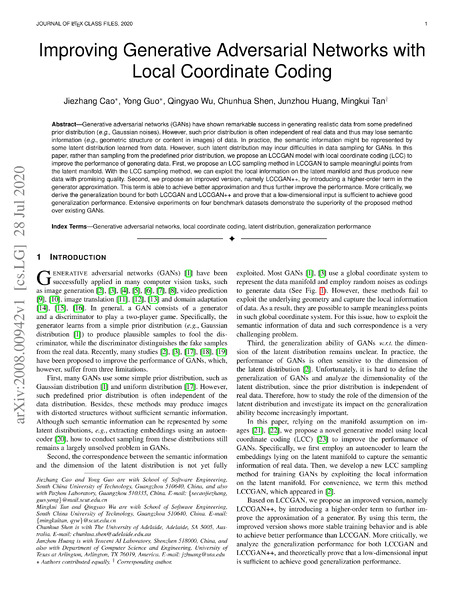 JOURNAL OF LATEX CLASS FILES, 2020 1
Improving Generative Adversarial Networks with
Local Coordinate Coding
Jiezhang Cao⋆, Yong Guo⋆, Qingyao Wu, Chunhua Shen, Junzhou Huang, Mingkui Tan†
Abstract—Generative adversarial networks (GANs) have shown remarkable success in generating realistic data from some predefined
prior distribution (e.g., Gaussian noises). However, such prior distribution is often independent of real data and thus may lose semantic
information (e.g., geometric structure or content in images) of data. In practice, the semantic information might be represented by
some latent distribution learned from data. However, such latent distribution may incur difficulties in data sampling for GANs. In this
paper, rather than sampling from the predefined prior distribution, we propose an LCCGAN model with local coordinate coding (LCC) to
improve the performance of generating data. First, we propose an LCC sampling method in LCCGAN to sample meaningful points from
the latent manifold. With the LCC sampling method, we can exploit the local information on the latent manifold and thus produce new
data with promising quality. Second, we propose an improved version, namely LCCGAN++, by introducing a higher-order term in the
generator approximation. This term is able to achieve better approximation and thus further improve the performance. More critically, we
derive the generalization bound for both LCCGAN and LCCGAN++ and prove that a low-dimensional input is sufficient to achieve good
generalization performance. Extensive experiments on four benchmark datasets demonstrate the superiority of the proposed
method over existing GANs.
Index Terms—Generative adversarial networks, local coordinate coding, latent distribution, generalization performance
1 INTRODUCTION
GENERATIVE adversarial networks (GANs) [1] have been
successfully applied in many computer vision tasks, such
as image generation [2], [3], [4], [5], [6], [7], [8], video prediction
[9], [10], image translation [11], [12], [13] and domain adaptation
[14], [15], [16]. In general, a GAN consists of a generator
and a discriminator to play a two-player game. Specifically, the
generator learns from a simple prior distribution (e.g., Gaussian
distribution [1]) to produce plausible samples to fool the dis-
criminator, while the discriminator distinguishes the fake samples
from the real data. Recently, many studies [2], [3], [17], [18], [19]
have been proposed to improve the performance of GANs, which,
however, suffer from three limitations.
First, many GANs use some simple prior distribution, such as
Gaussian distribution [1] and uniform distribution [17]. However,
such predefined prior distribution is often independent of the
data distribution. Besides, these methods may produce images
with distorted structures without sufficient semantic information.
Although such semantic information can be represented by some
latent distributions, e.g., extracting embeddings using an autoen-
coder [20], how to conduct sampling from these distributions still
remains a largely unsolved problem in GANs.
Second, the correspondence between the semantic information
and the dimension of the latent distribution is not yet fully
Jiezhang Cao and Yong Guo are with School of Software Engineering,
South China University of Technology, Guangzhou 510640, China, and also
with Pazhou Laboratory, Guangzhou 510335, China. E-mail: {secaojiezhang,
guo.yong}@mail.scut.edu.cn
Mingkui Tan and Qingyao Wu are with School of Software Engineering,
South China University of Technology, Guangzhou 510640, China. E-mail:
{mingkuitan, qyw}@scut.edu.cn
Chunhua Shen is with The University of Adelaide, Adelaide, SA 5005, Aus-
tralia. E-mail: chunhua.shen@adelaide.edu.au
Junzhou Huang is with Tencent AI Laboratory, Shenzhen 518000, China, and
also with Department of Computer Science and Engineering, University of
Texas at Arlington, Arlington, TX 76019, America. E-mail: jzhuang@uta.edu
⋆ Authors contributed equally. † Corresponding author.
exploited. Most GANs [1], [3] use a global coordinate system to
represent the data manifold and employ random noises as codings
to generate data (See Fig. 1). However, these methods fail to
exploit the underlying geometry and capture the local information
of data. As a result, they are possible to sample meaningless points
in such global coordinate system. For this issue, how to exploit the
semantic information of data and such correspondence is a very
challenging problem.
Third, the generalization ability of GANs w.r.t. the dimen-
sion of the latent distribution remains unclear. In practice, the
performance of GANs is often sensitive to the dimension of
the latent distribution [2]. Unfortunately, it is hard to define the
generalization of GANs and analyze the dimensionality of the
latent distribution, since the prior distribution is independent of
real data. Therefore, how to study the role of the dimension of the
latent distribution and investigate its impact on the generalization
ability become increasingly important.
In this paper, relying on the manifold assumption on im-
ages [21], [22], we propose a novel generative model using local
coordinate coding (LCC) [23] to improve the performance of
GANs. Specifically, we first employ an autoencoder to learn the
embeddings lying on the latent manifold to capture the semantic
information of real data. Then, we develop a new LCC sampling
method for training GANs by exploiting the local information
on the latent manifold. For convenience, we term this method
LCCGAN, which appeared in [2].
Based on LCCGAN, we propose an improved version, namely
LCCGAN++, by introducing a higher-order term to further im-
prove the approximation of a generator. By using this term, the
improved version shows more stable training behavior and is able
to achieve better performance than LCCGAN. More critically, we
analyze the generalization performance for both LCCGAN and
LCCGAN++, and theoretically prove that a low-dimensional input
is sufficient to achieve good generalization performance.
arXiv:2008.00942v1 [cs.LG] 28 Jul 2020